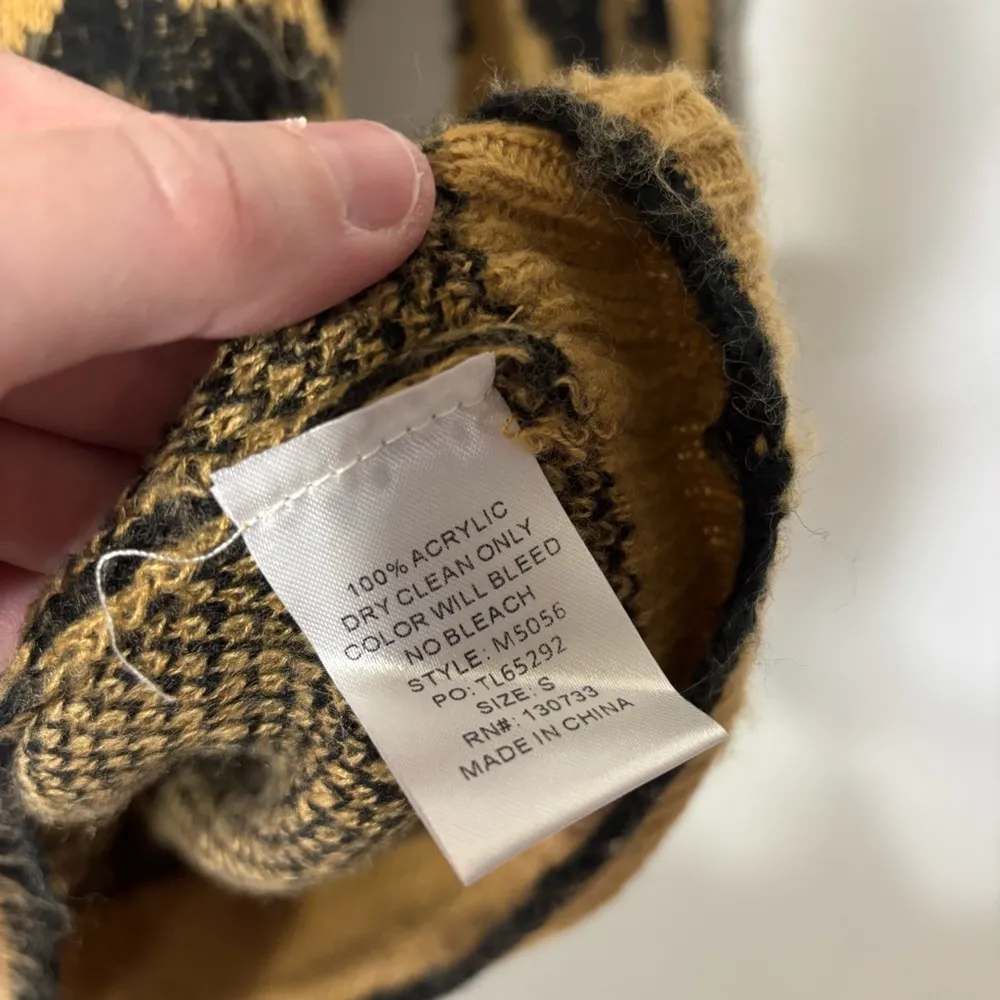 100% ACRYLIC
DRY CLEAN ONLY
COLOR WILL BLEED
NO BLEACH
STYLE: M5056
PO: TL65292
SIZE: S
RN#: 130733
MADE IN CHINA